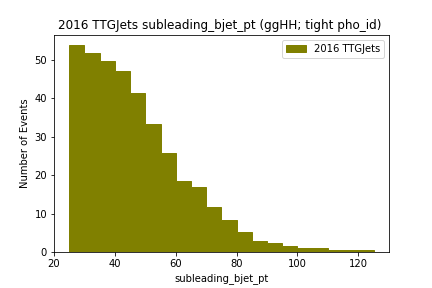 2016 TTGJets subleading_bjet_pt (ggHH; tight pho_id)
2016 TTGJets
50
40
30
20
10
0
Number of Events
20 40 60 80 100 120
subleading_bjet_pt